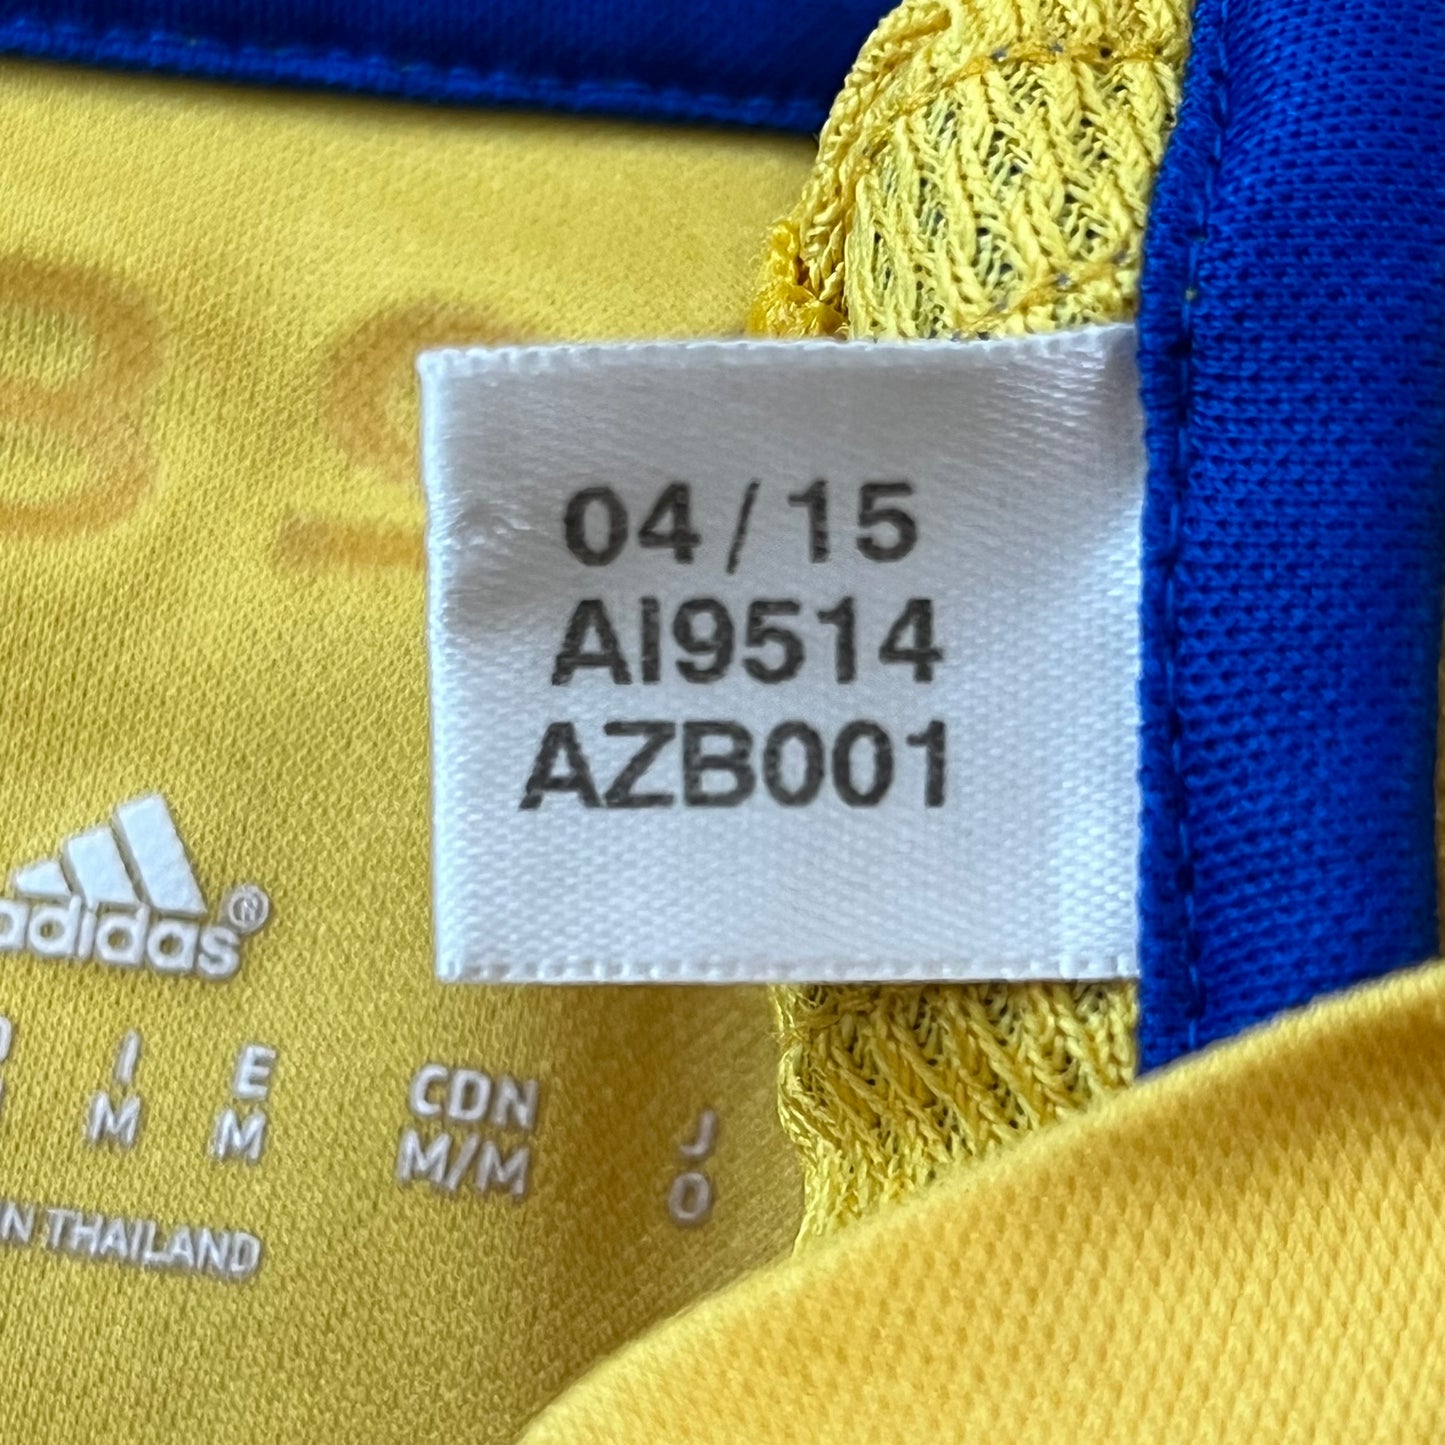 04/15
AI9514
AZB001
adidas®
I E CDN J
M M M/M O
IN THAILAND